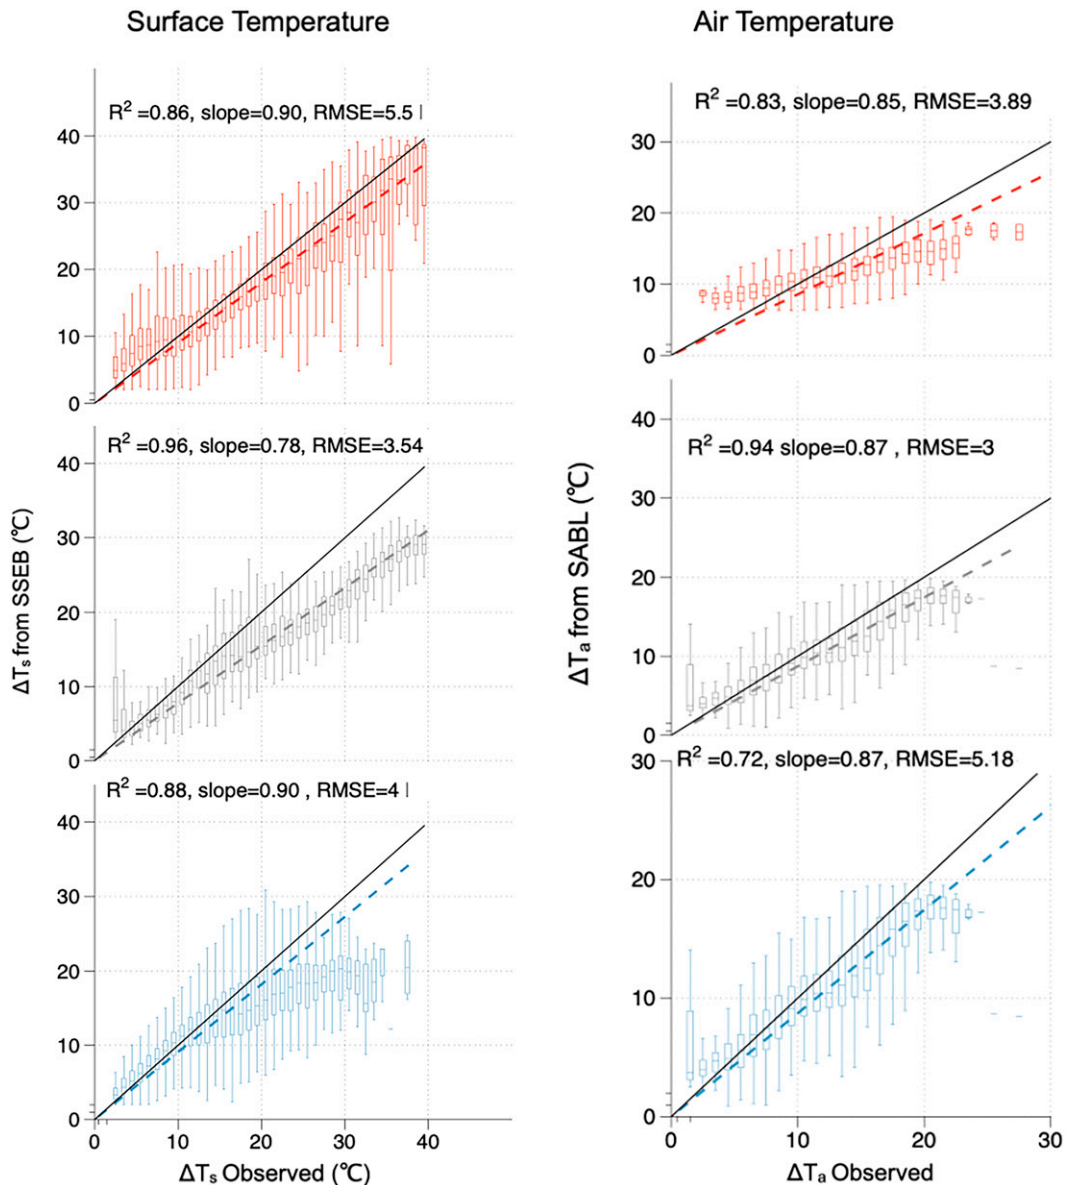 Surface Temperature
Air Temperature
R² =0.86, slope=0.90, RMSE=5.5
40
30
20
10
0
R² =0.83, slope=0.85, RMSE=3.89
30
20
10
0
R² =0.96, slope=0.78, RMSE=3.54
40
30
20
10
0
ΔTₛ from SSEB (℃)
R² =0.94 slope=0.87 , RMSE=3
40
30
20
10
0
ΔTₐ from SABL (℃)
R² =0.88, slope=0.90 , RMSE=4
40
30
20
10
0
0 10 20 30 40
ΔTₛ Observed (℃)
R² =0.72, slope=0.87, RMSE=5.18
30
20
10
0
0 10 20 30
ΔTₐ Observed